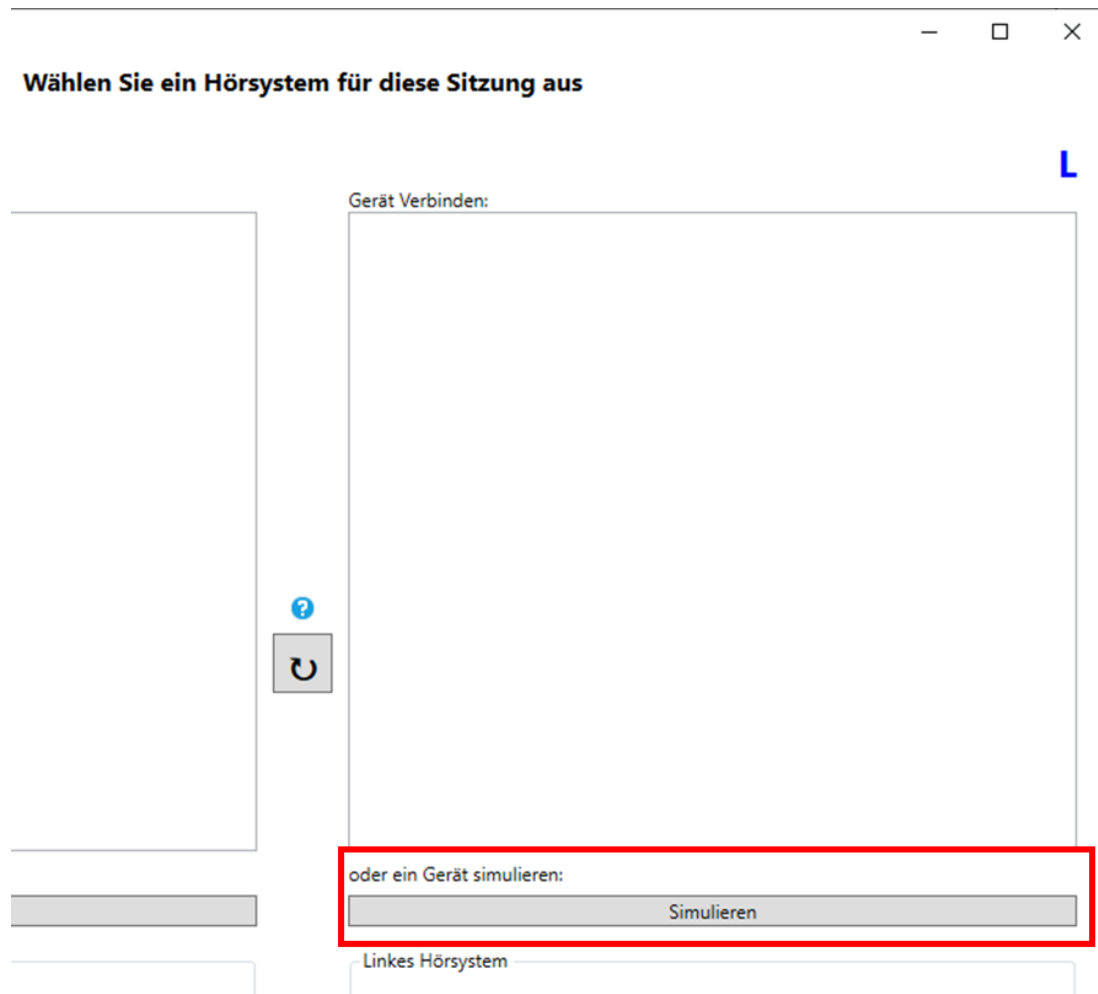 Wählen Sie ein Hörsystem für diese Sitzung aus
L
Gerät Verbinden:
?
oder ein Gerät simulieren:
Simulieren
Linkes Hörsystem